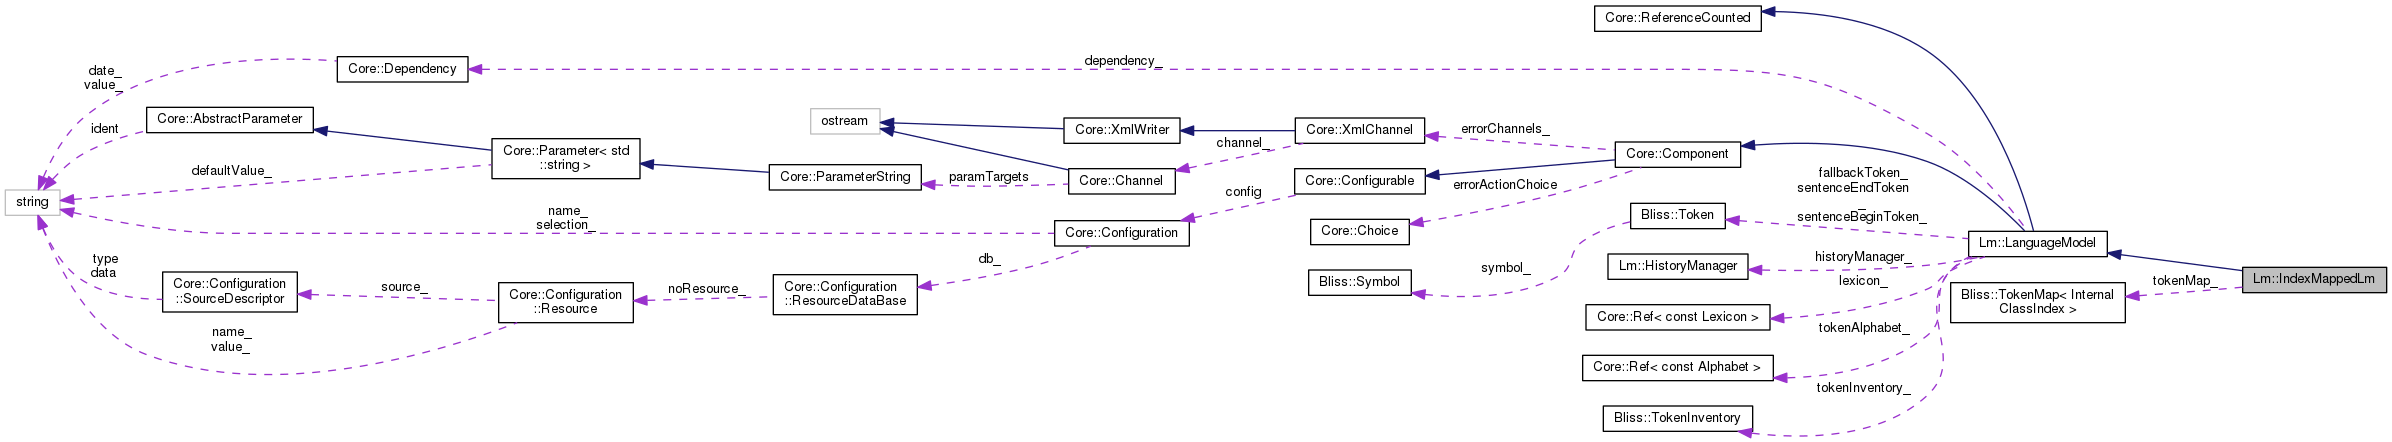 Core::ReferenceCounted
dependency_
Core::Dependency
date_
value_
Core::AbstractParameter
ident
ostream
Core::XmlWriter
Core::XmlChannel
errorChannels_
channel_
Core::Component
Core::Parameter< std
::string >
defaultValue_
Core::ParameterString
paramTargets
Core::Channel
Core::Configurable
errorActionChoice
fallbackToken_
sentenceEndToken
_
sentenceBeginToken_
string
name_
selection_
config
Core::Configuration
Core::Choice
Bliss::Token
Lm::LanguageModel
symbol_
historyManager_
Lm::HistoryManager
lexicon_
type
data
Core::Configuration
::SourceDescriptor
source_
Core::Configuration
::Resource
noResource_
Core::Configuration
::ResourceDataBase
db_
Bliss::Symbol
Bliss::TokenMap< Internal
ClassIndex >
tokenMap_
Lm::IndexMappedLm
Core::Ref< const Lexicon >
tokenAlphabet_
name_
value_
Core::Ref< const Alphabet >
tokenInventory_
Bliss::TokenInventory